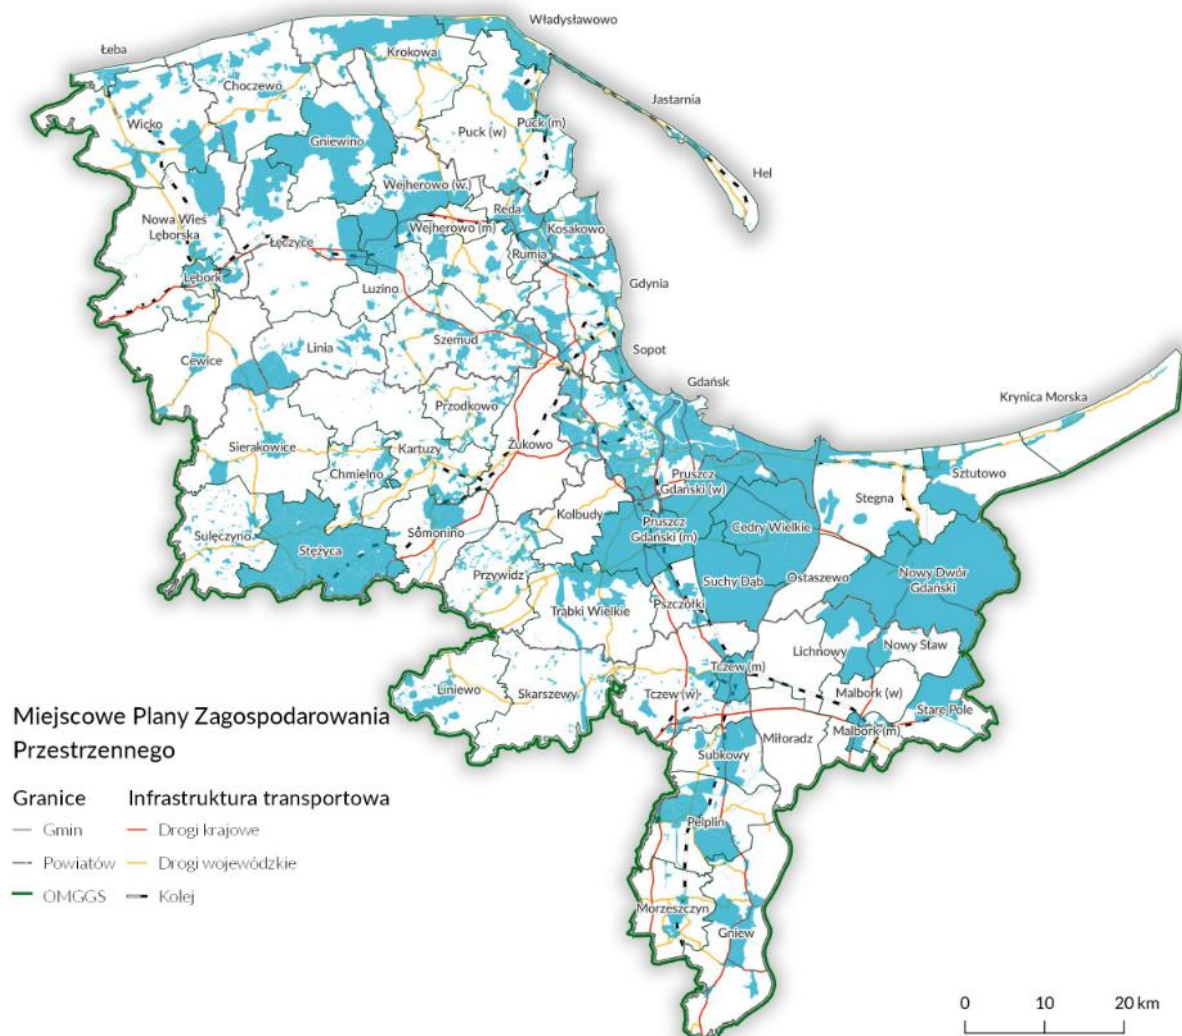 Władysławowo
Łeba
Krokowa
Choczewo
Jastarnia
Wicko
Puck (w)
Puck (m)
Gniewino
Hel
Wejherowo (w.)
Reda
Nowa Wieś
Lęborska
Wejherowo (m)
Kosakowo
Łęczyce
Rumia
Lębork
Luzino
Gdynia
Szemud
Linia
Sopot
Cewice
Gdańsk
Krynica Morska
Przodkowo
Sierakowice
Kartuzy
Żukowo
Chmielno
Pruszcz
Gdański (w)
Sztutowo
Stegna
Kolbudy
Sulęczyno
Stężyca
Somonino
Pruszcz
Gdański (m)
Cedry Wielkie
Przywidz
Suchy Dąb
Ostaszewo
Nowy Dwór
Gdański
Trąbki Wielkie
Pszczółki
Lichnowy
Nowy Staw
Tczew (m)
Liniewo
Skarszewy
Tczew (w)
Malbork (w)
Stare Pole
Miłoradz
Malbork (m)
Subkowy
Pelplin
Morzeszczyn
Gniew
Miejscowe Plany Zagospodarowania
Przestrzennego
Granice Infrastruktura transportowa
Gmin Drogi krajowe
Powiatów Drogi wojewódzkie
OMGGS Kolej
0 10 20 km